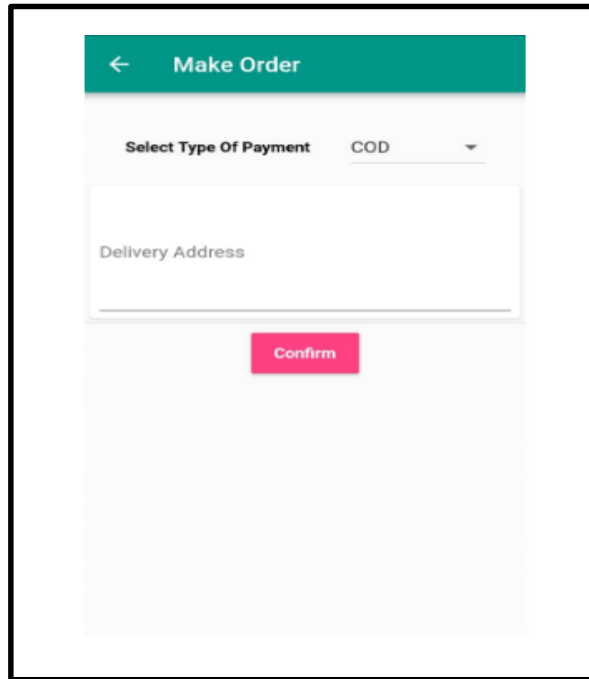 Make Order
Select Type Of Payment COD
Delivery Address
Confirm